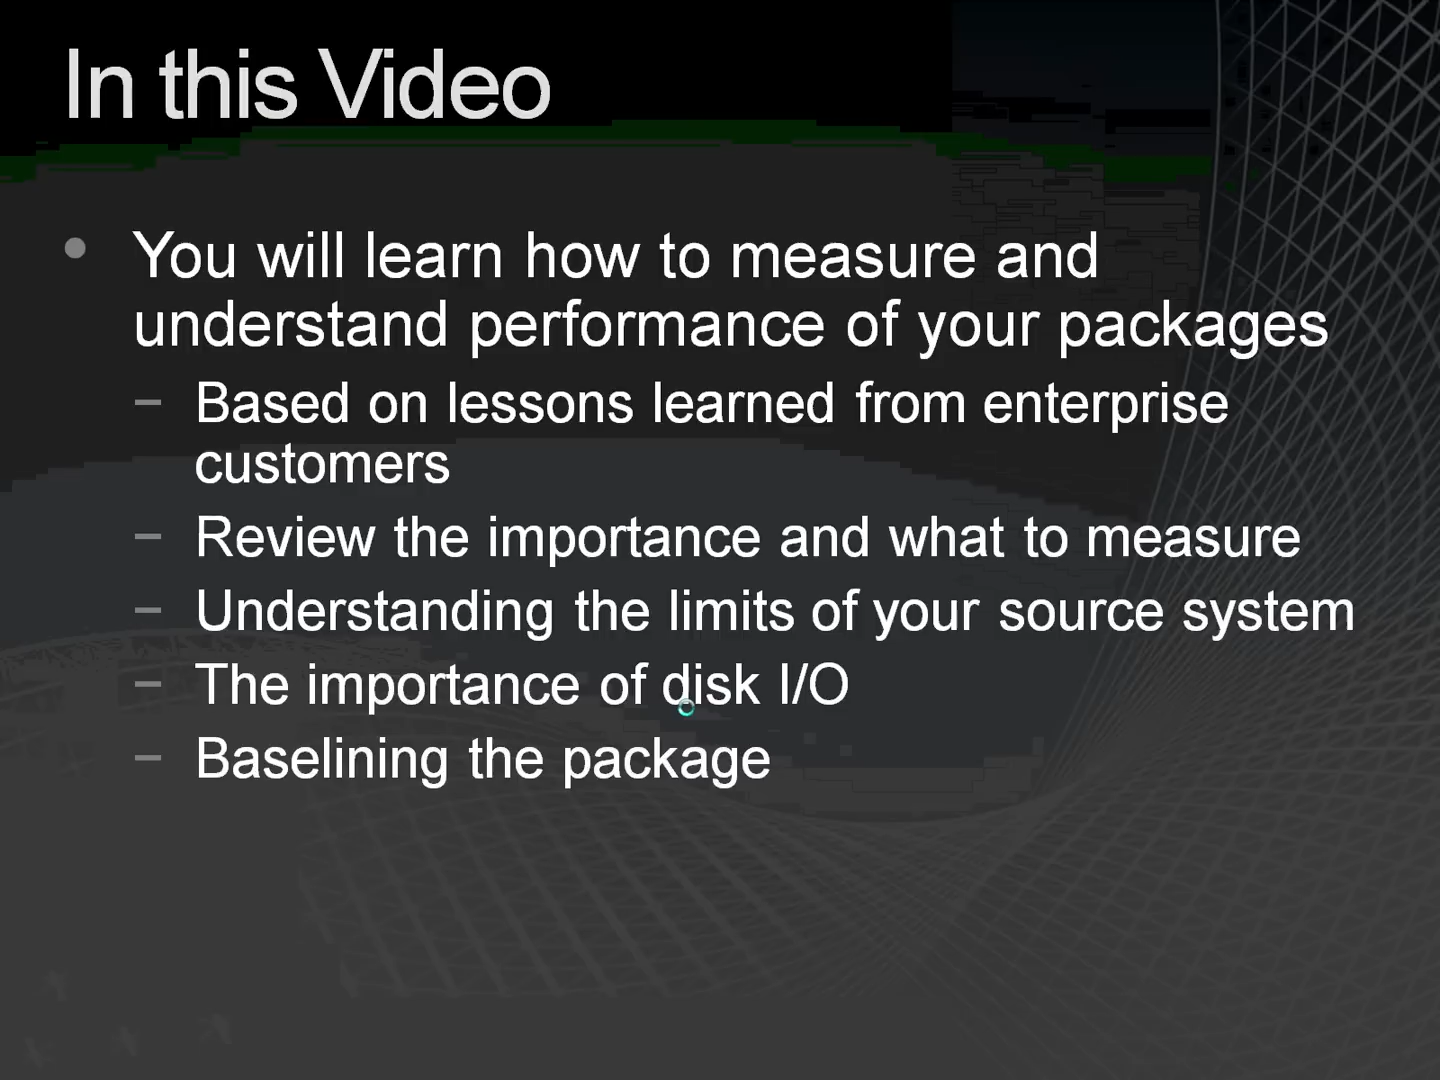 In this Video
• You will learn how to measure and
understand performance of your packages
– Based on lessons learned from enterprise
customers
– Review the importance and what to measure
– Understanding the limits of your source system
– The importance of disk I/O
– Baselining the package